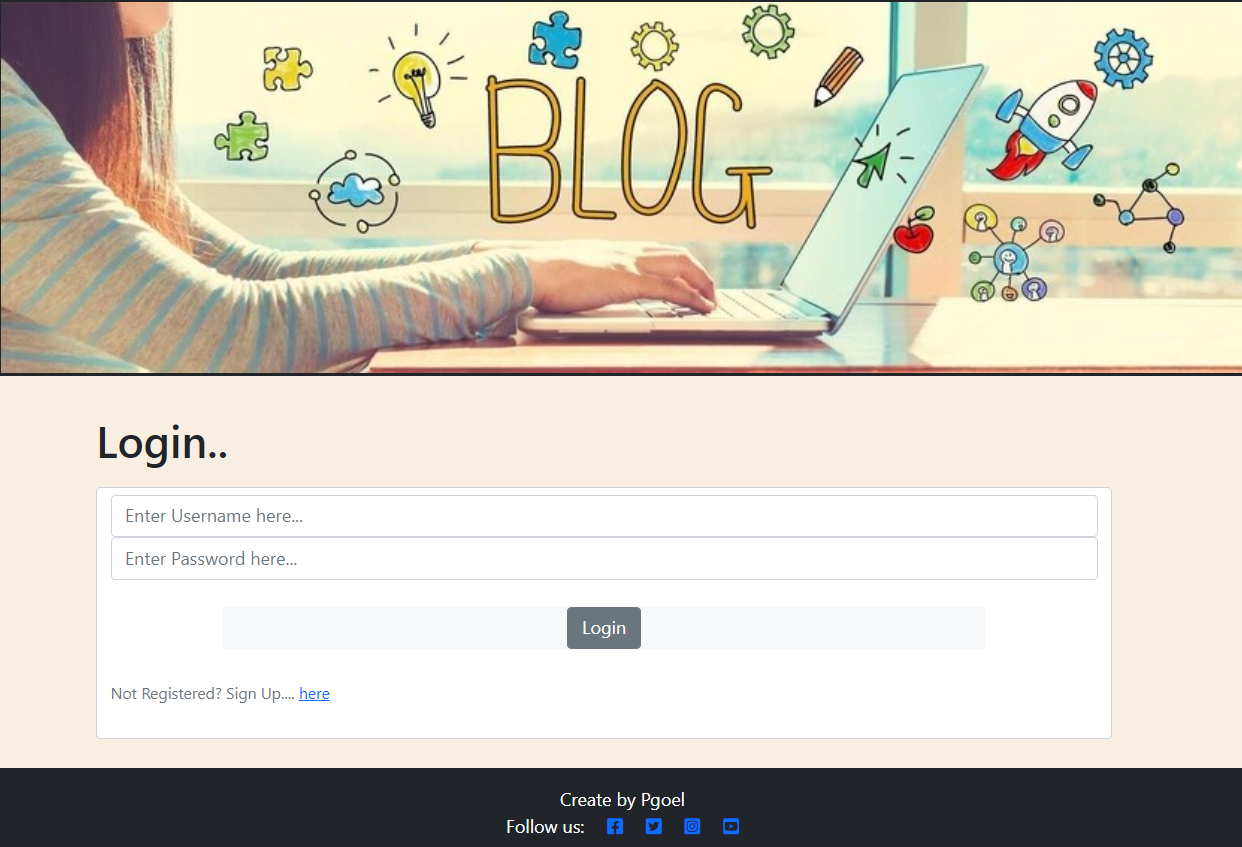 BLOG
Login..
Enter Username here...
Enter Password here...
Login
Not Registered? Sign Up.... here
Create by Pgoel
Follow us: